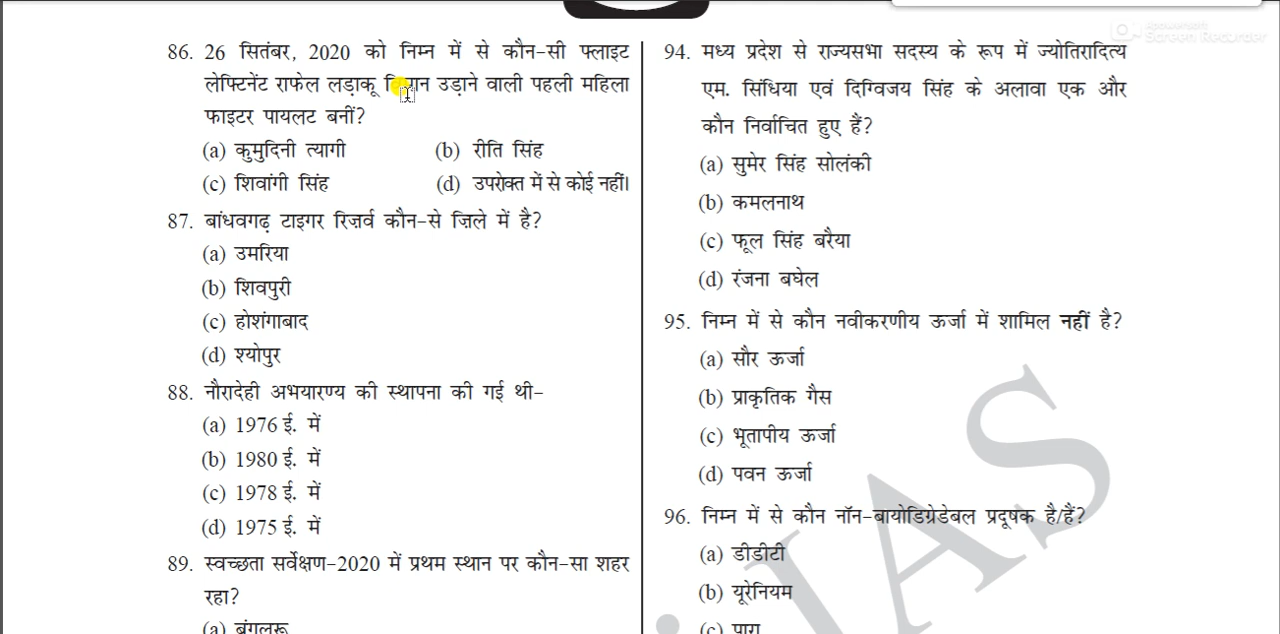 86. 26 सितंबर, 2020 को निम्न में से कौन-सी फ्लाइट
लेफ्टिनेंट राफेल लड़ाकू विमान उड़ाने वाली पहली महिला
फाइटर पायलट बनीं?
(a) कुमुदिनी त्यागी (b) रीति सिंह
(c) शिवांगी सिंह (d) उपरोक्त में से कोई नहीं।
87. बांधवगढ़ टाइगर रिज़र्व कौन-से ज़िले में है?
(a) उमरिया
(b) शिवपुरी
(c) होशंगाबाद
(d) श्योपुर
88. नौरादेही अभयारण्य की स्थापना की गई थी-
(a) 1976 ई. में
(b) 1980 ई. में
(c) 1978 ई. में
(d) 1975 ई. में
89. स्वच्छता सर्वेक्षण-2020 में प्रथम स्थान पर कौन-सा शहर
रहा?
(a) बंगलूरू
94. मध्य प्रदेश से राज्यसभा सदस्य के रूप में ज्योतिरादित्य
एम. सिंधिया एवं दिग्विजय सिंह के अलावा एक और
कौन निर्वाचित हुए हैं?
(a) सुमेर सिंह सोलंकी
(b) कमलनाथ
(c) फूल सिंह बरैया
(d) रंजना बघेल
95. निम्न में से कौन नवीकरणीय ऊर्जा में शामिल नहीं है?
(a) सौर ऊर्जा
(b) प्राकृतिक गैस
(c) भूतापीय ऊर्जा
(d) पवन ऊर्जा
96. निम्न में से कौन नॉन-बायोडिग्रेडेबल प्रदूषक है/हैं?
(a) डीडीटी
(b) यूरेनियम
(c) पारा
IAS
Apowersoft
Screen Recorder